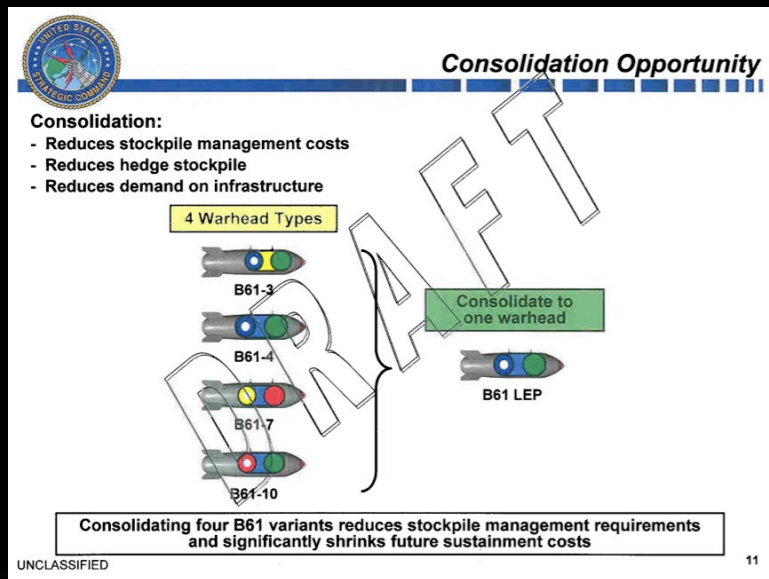 UNITED STATES
STRATEGIC COMMAND
Consolidation Opportunity
Consolidation:
- Reduces stockpile management costs
- Reduces hedge stockpile
- Reduces demand on infrastructure
4 Warhead Types
B61-3
B61-4
B61-7
B61-10
Consolidate to
one warhead
B61 LEP
DRAFT
Consolidating four B61 variants reduces stockpile management requirements
and significantly shrinks future sustainment costs
UNCLASSIFIED
11